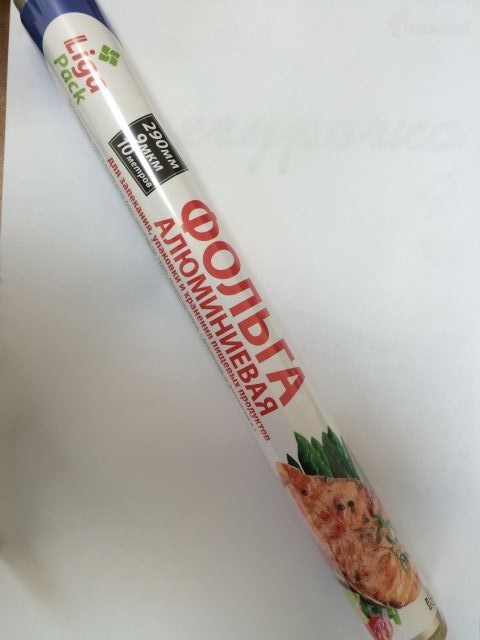 Liga
Pack
290мм
9мкм
10 метров
ФОЛЬГА
АЛЮМИНИЕВАЯ
для запекания, упаковки и хранения пищевых продуктов